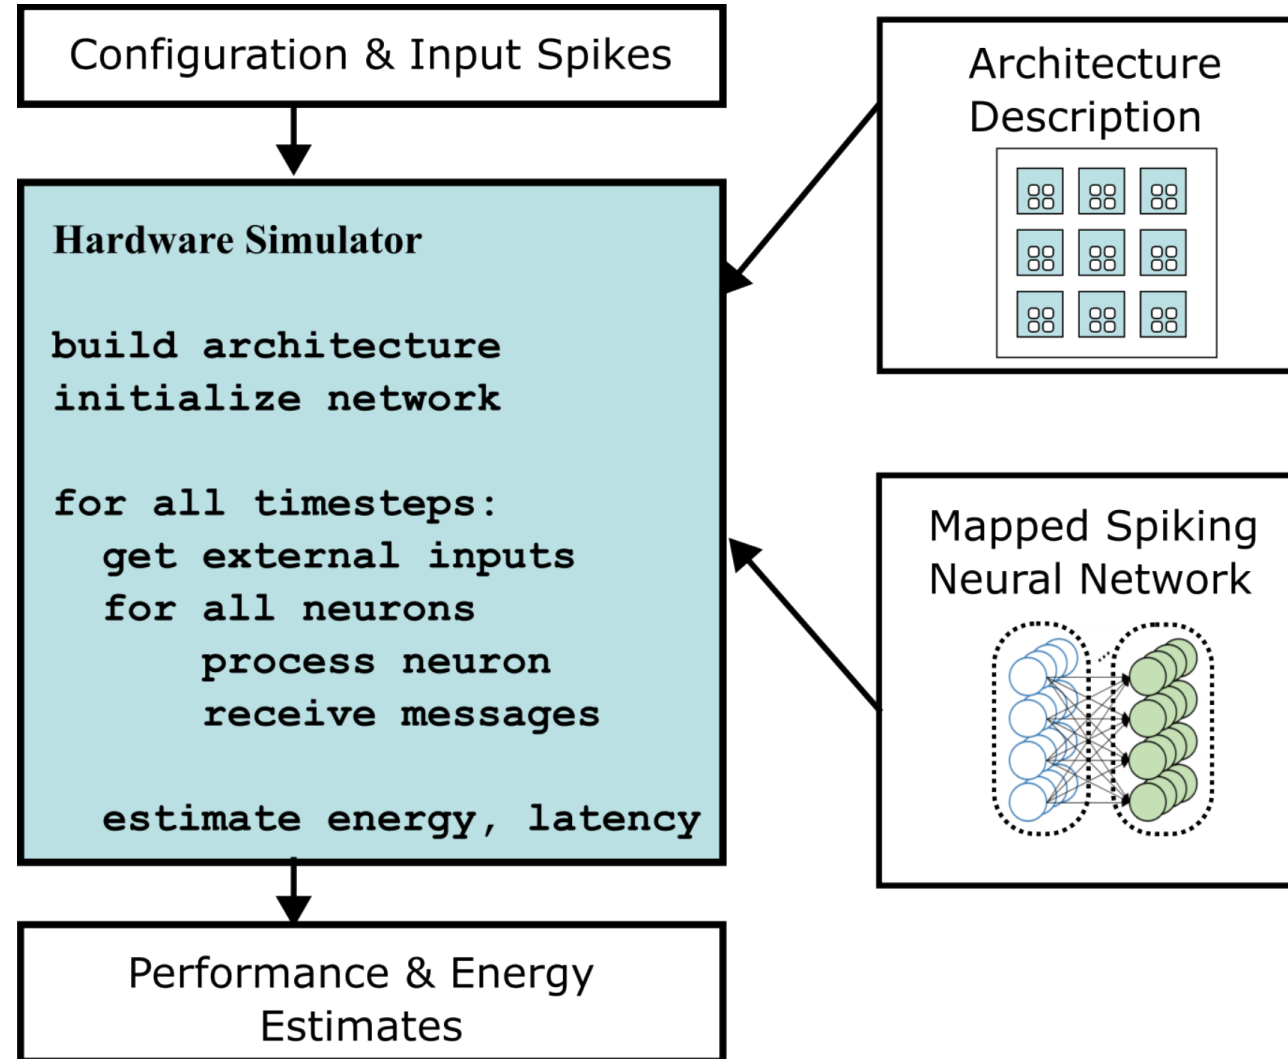 Configuration & Input Spikes
Hardware Simulator
build architecture
initialize network
for all timesteps:
get external inputs
for all neurons
process neuron
receive messages
estimate energy, latency
Performance & Energy
Estimates
Architecture
Description
Mapped Spiking
Neural Network